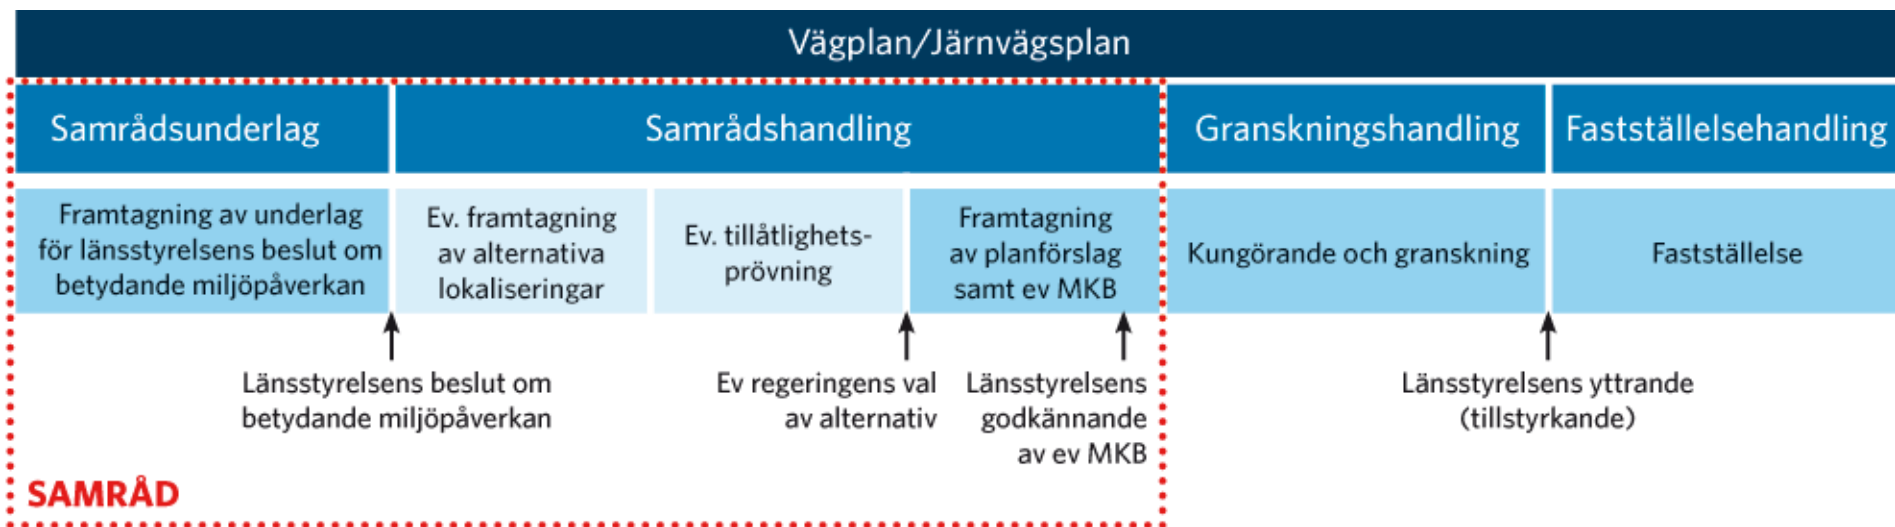 Vägplan/Järnvägsplan
Samrådsunderlag
Samrådshandling
Granskningshandling
Fastställelsehandling
Framtagning av underlag
för länsstyrelsens beslut om
betydande miljöpåverkan
Ev. framtagning
av alternativa
lokaliseringar
Ev. tillåtlighets-
prövning
Framtagning
av planförslag
samt ev MKB
Kungörande och granskning
Fastställelse
Länsstyrelsens beslut om
betydande miljöpåverkan
Ev regeringens val
av alternativ
Länsstyrelsens
godkännande
av ev MKB
Länsstyrelsens yttrande
(tillstyrkande)
SAMRÅD